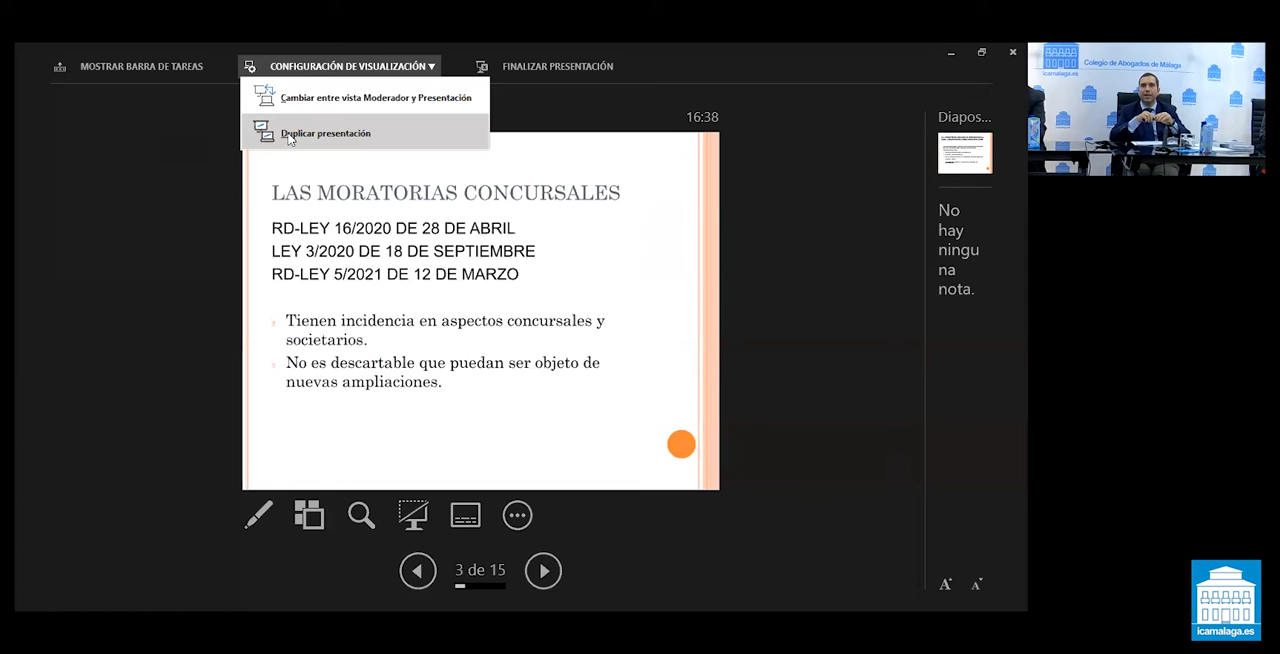 MOSTRAR BARRA DE TAREAS
CONFIGURACIÓN DE VISUALIZACIÓN ▼
FINALIZAR PRESENTACIÓN
Cambiar entre vista Moderador y Presentación
Duplicar presentación
16:38
LAS MORATORIAS CONCURSALES
RD-LEY 16/2020 DE 28 DE ABRIL
LEY 3/2020 DE 18 DE SEPTIEMBRE
RD-LEY 5/2021 DE 12 DE MARZO
Tienen incidencia en aspectos concursales y
societarios.
No es descartable que puedan ser objeto de
nuevas ampliaciones.
3 de 15
Diapos...
No
hay
ningu
na
nota.
A A
icamalaga.es
Colegio de Abogados de Málaga
icamalaga.es